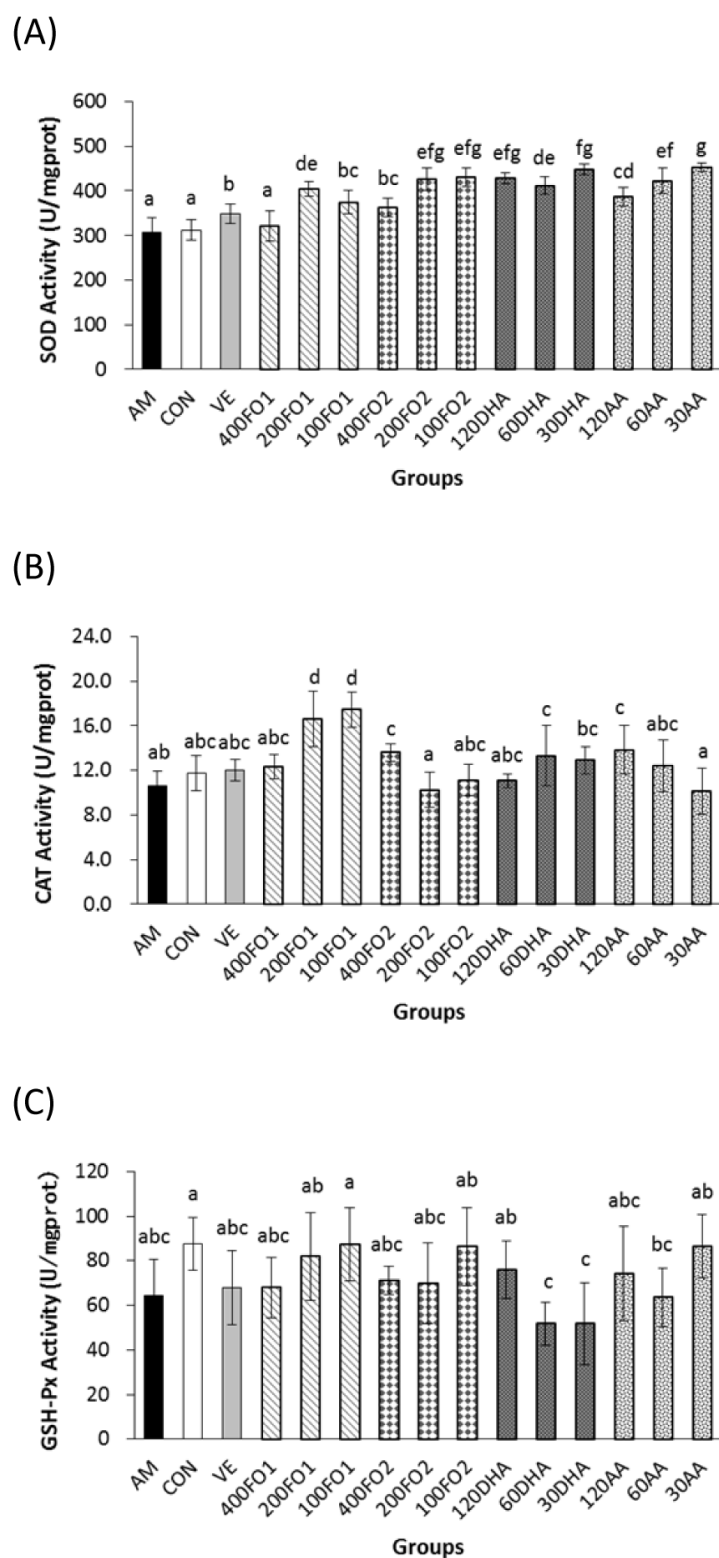 (A)
SOD Activity (U/mgprot)
600
500
400
300
200
100
0
a
a
b
a
de
bc
bc
efg
efg
efg
de
fg
cd
ef
g
AM
CON
VE
400FO1
200FO1
100FO1
400FO2
200FO2
100FO2
120DHA
60DHA
30DHA
120AA
60AA
30AA
Groups
(B)
CAT Activity (U/mgprot)
24.0
20.0
16.0
12.0
8.0
4.0
0.0
ab
abc
abc
abc
d
d
c
a
abc
abc
c
bc
c
abc
a
AM
CON
VE
400FO1
200FO1
100FO1
400FO2
200FO2
100FO2
120DHA
60DHA
30DHA
120AA
60AA
30AA
Groups
(C)
GSH-Px Activity (U/mgprot)
120
100
80
60
40
20
0
abc
a
abc
abc
ab
a
abc
abc
ab
ab
c
c
abc
bc
ab
AM
CON
VE
400FO1
200FO1
100FO1
400FO2
200FO2
100FO2
120DHA
60DHA
30DHA
120AA
60AA
30AA
Groups